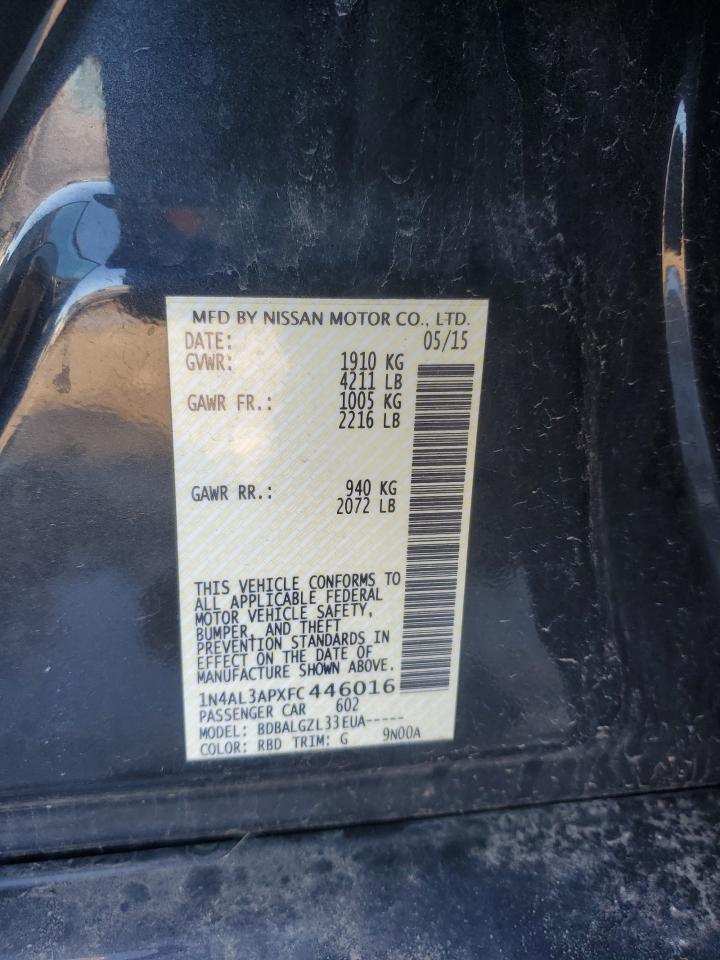 MFD BY NISSAN MOTOR CO., LTD.
DATE: 05/15
GVWR: 1910 KG
4211 LB
GAWR FR.: 1005 KG
2216 LB
GAWR RR.: 940 KG
2072 LB
THIS VEHICLE CONFORMS TO
ALL APPLICABLE FEDERAL
MOTOR VEHICLE SAFETY,
BUMPER, AND THEFT
PREVENTION STANDARDS IN
EFFECT ON THE DATE OF
MANUFACTURE SHOWN ABOVE.
1N4AL3APXFC446016
PASSENGER CAR 602
MODEL: BDBALGZL33EUA-----
COLOR: RBD TRIM: G 9N00A